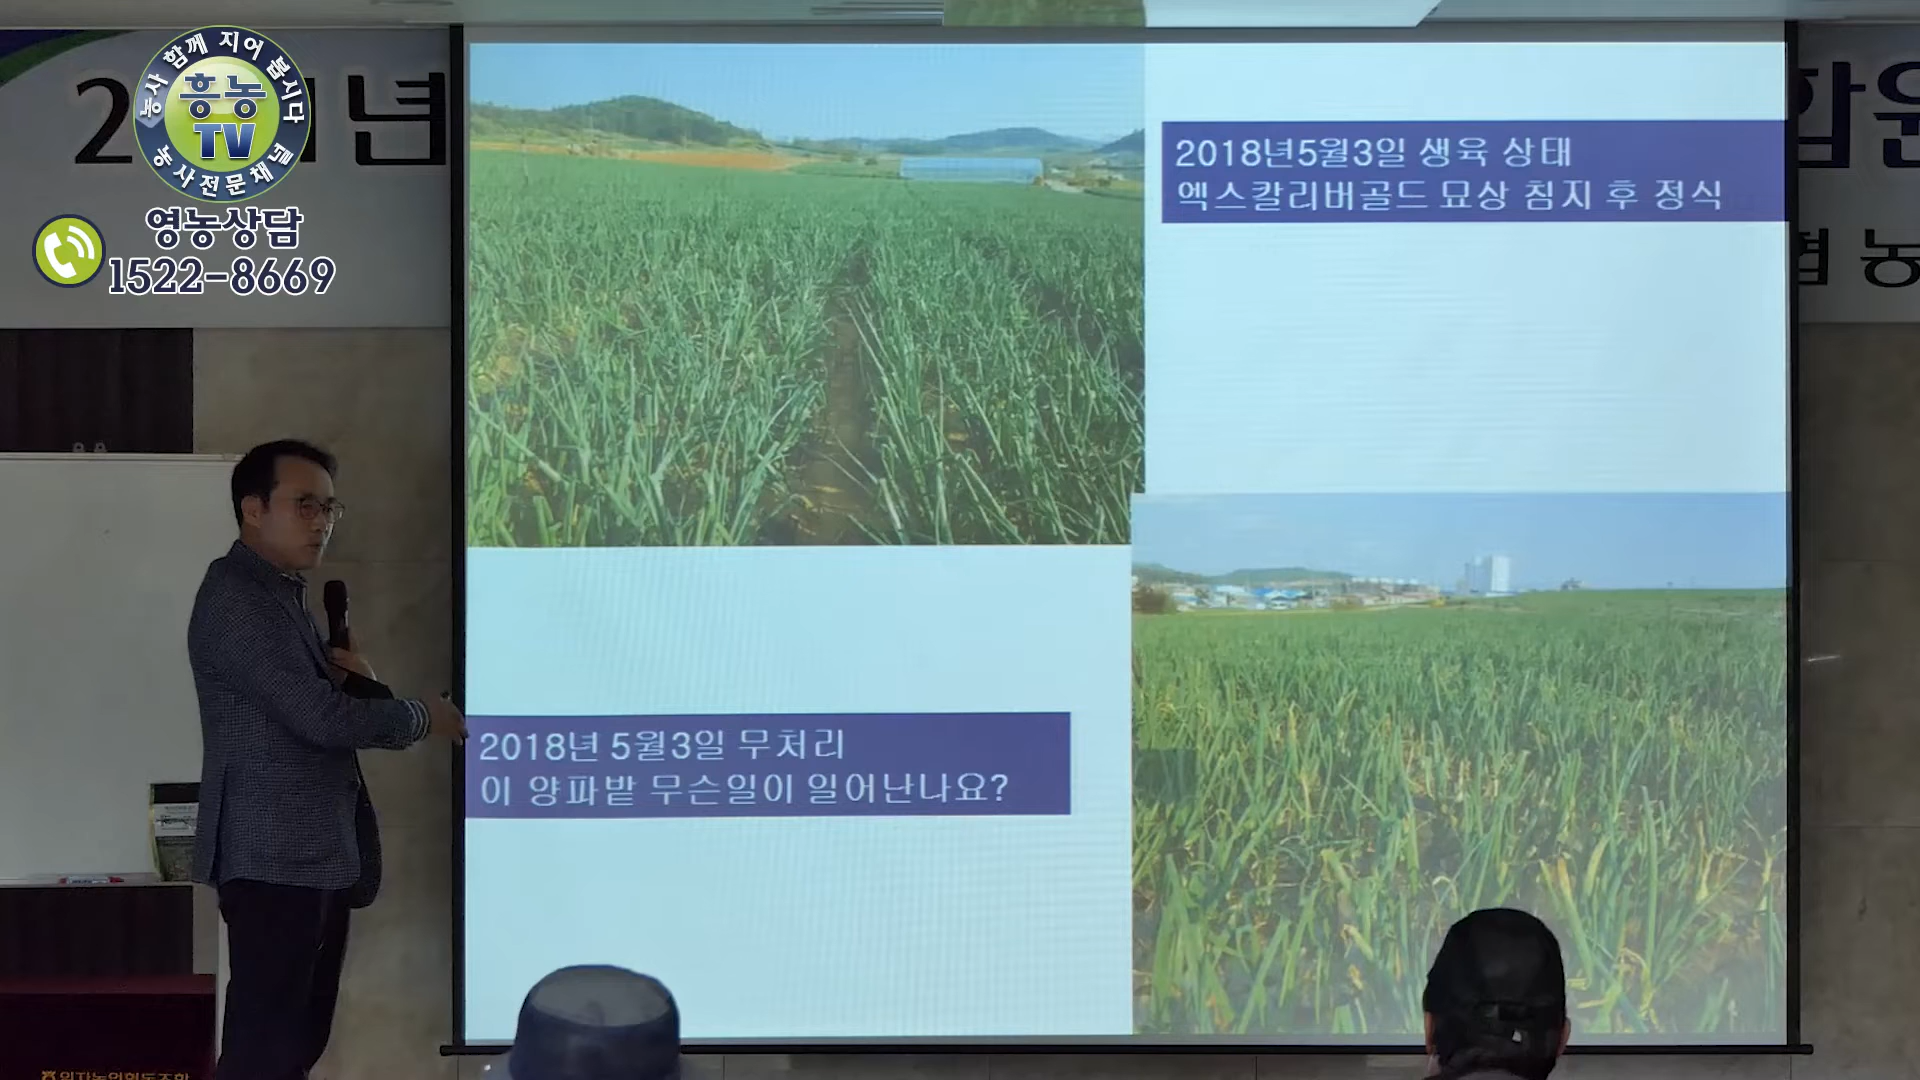 농사 함께 지어 봅시다
흥농
TV
농사전문채널
영농상담
1522-8669
2018년5월3일 생육 상태
엑스칼리버골드 묘상 침지 후 정식
2018년 5월3일 무처리
이 양파밭 무슨일이 일어난나요?